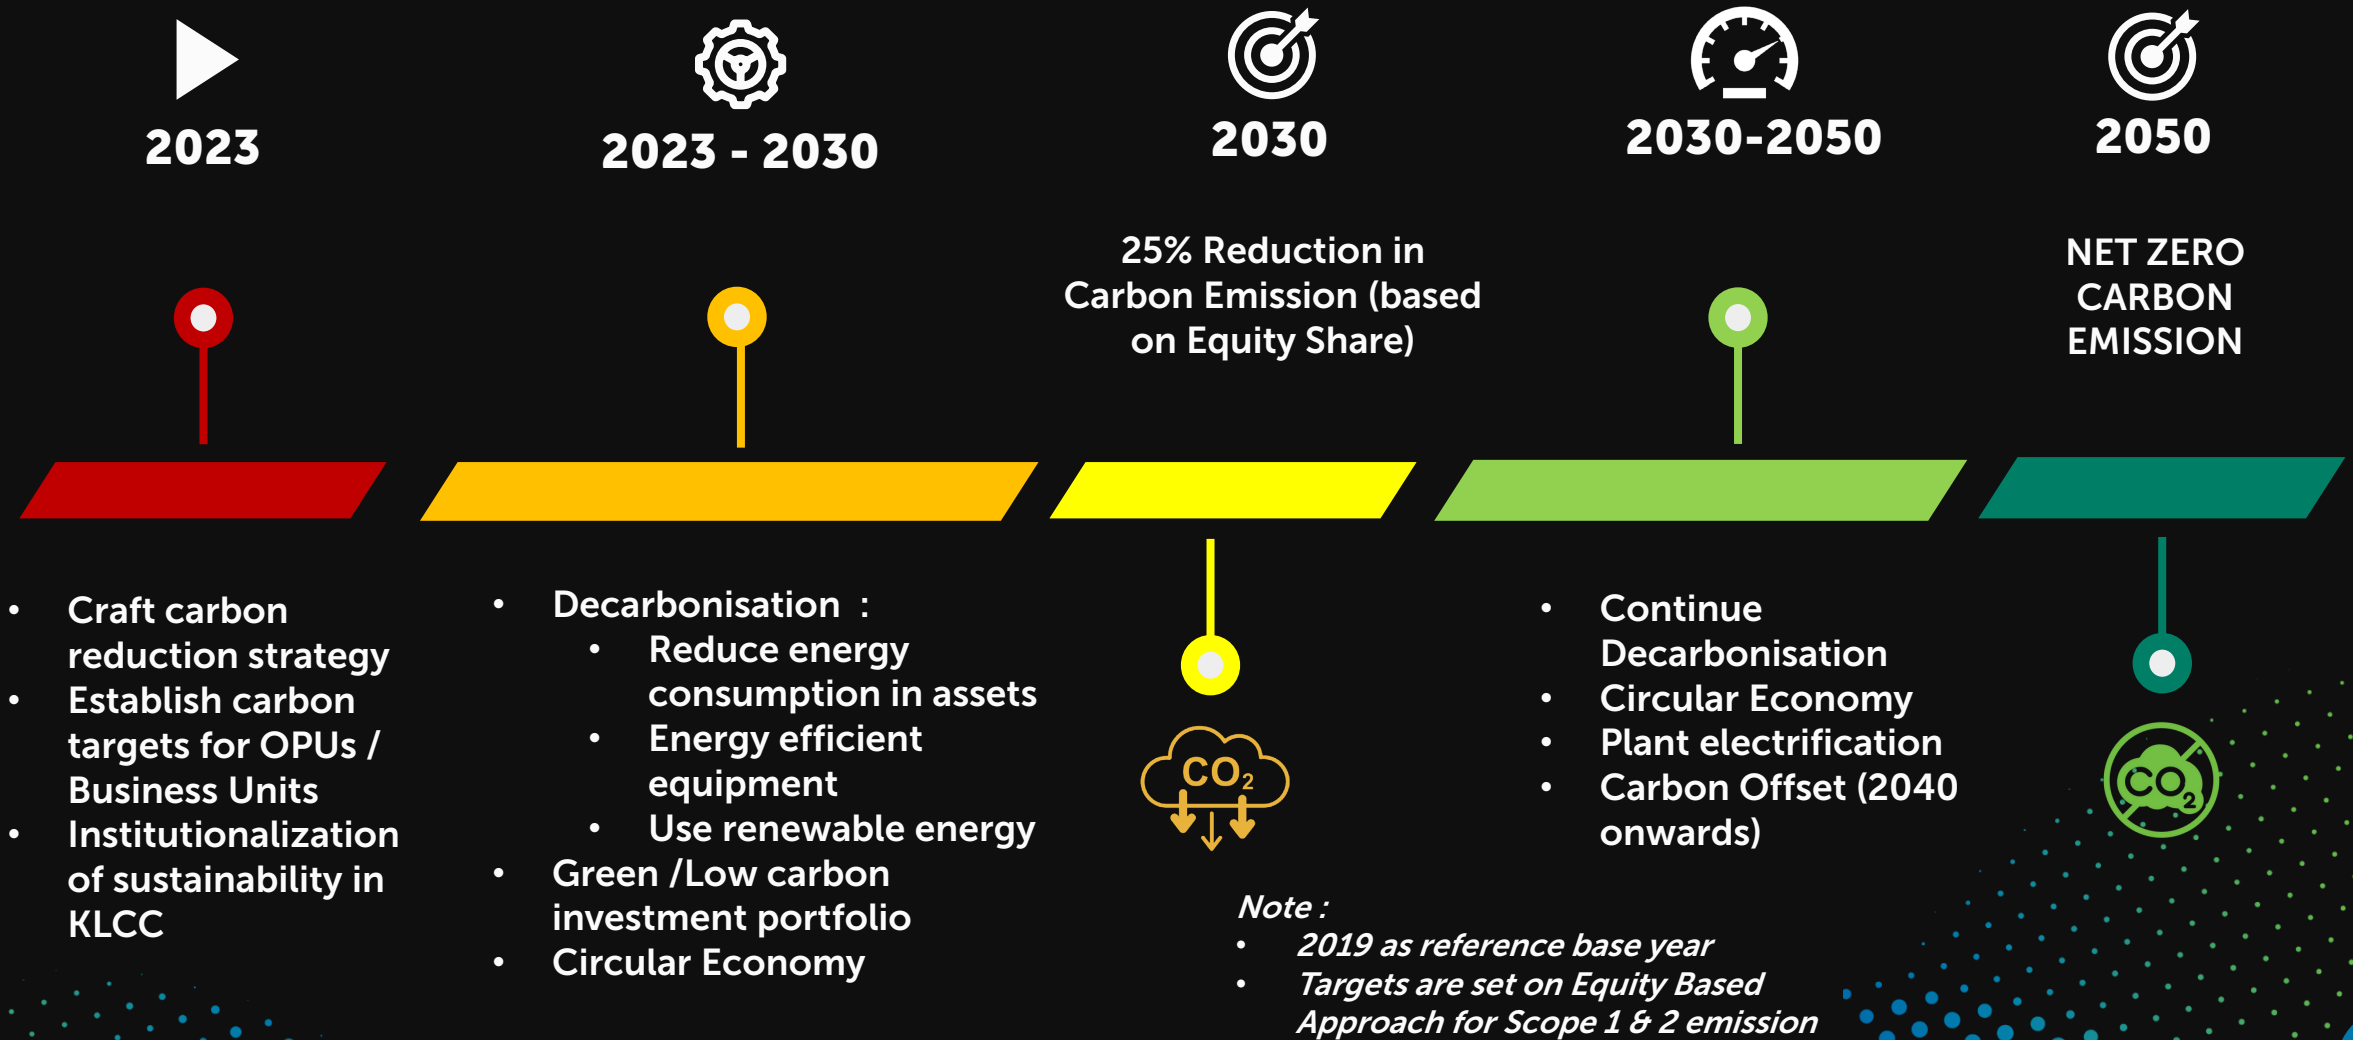 2023
2023 - 2030
2030
2030-2050
2050
25% Reduction in
Carbon Emission (based
on Equity Share)
NET ZERO
CARBON
EMISSION
• Craft carbon
reduction strategy
• Establish carbon
targets for OPUs /
Business Units
• Institutionalization
of sustainability in
KLCC
• Decarbonisation :
• Reduce energy
consumption in assets
• Energy efficient
equipment
• Use renewable energy
• Green /Low carbon
investment portfolio
• Circular Economy
CO₂
• Continue
Decarbonisation
• Circular Economy
• Plant electrification
• Carbon Offset (2040
onwards)
CO₂
Note :
• 2019 as reference base year
• Targets are set on Equity Based
Approach for Scope 1 & 2 emission